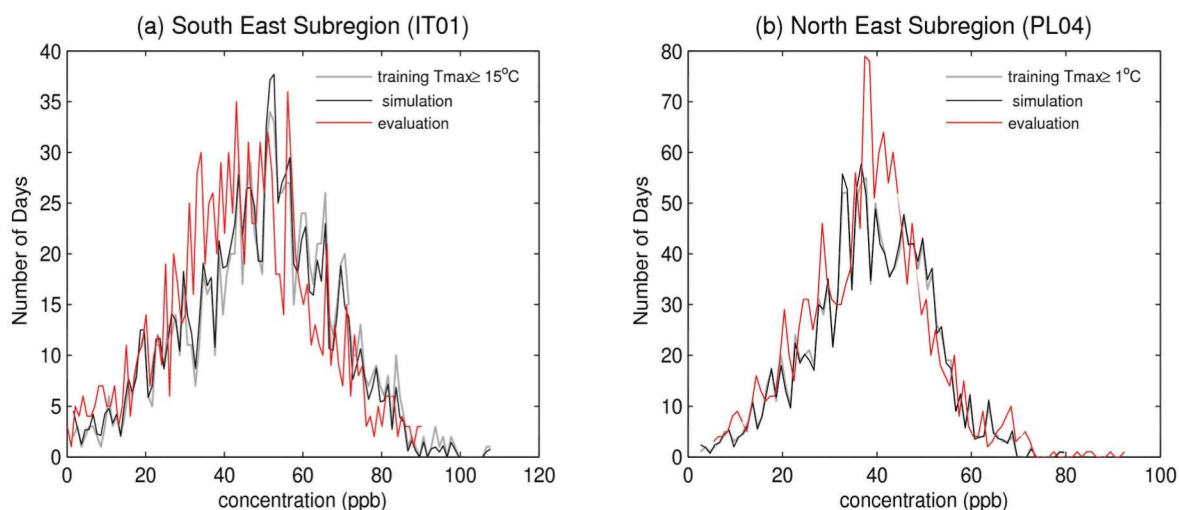 (a) South East Subregion (IT01)
40
35
30
25
20
15
10
5
0
0 20 40 60 80 100 120
Number of Days
concentration (ppb)
training Tmax≥ 15°C
simulation
evaluation
(b) North East Subregion (PL04)
80
70
60
50
40
30
20
10
0
0 20 40 60 80 100
Number of Days
concentration (ppb)
training Tmax≥ 1°C
simulation
evaluation